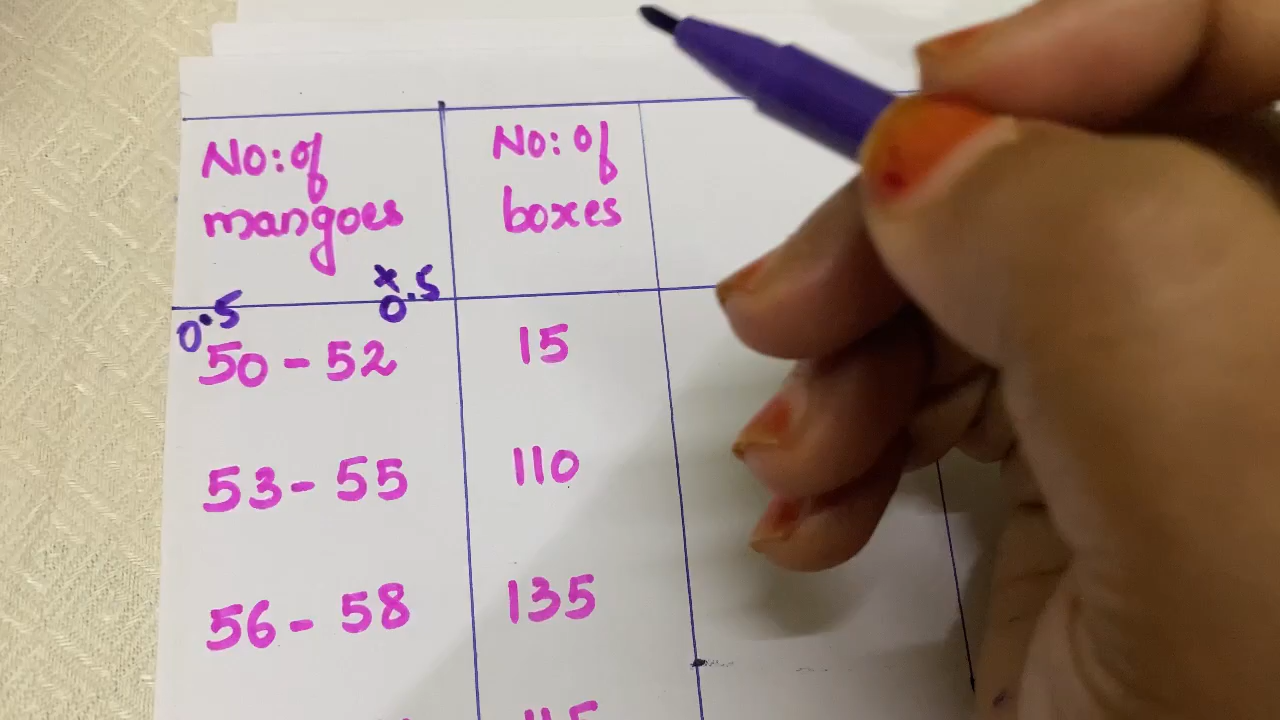 No: of mangoes
No: of boxes
0.5
+ 0.5
50 - 52
15
53 - 55
110
56 - 58
135